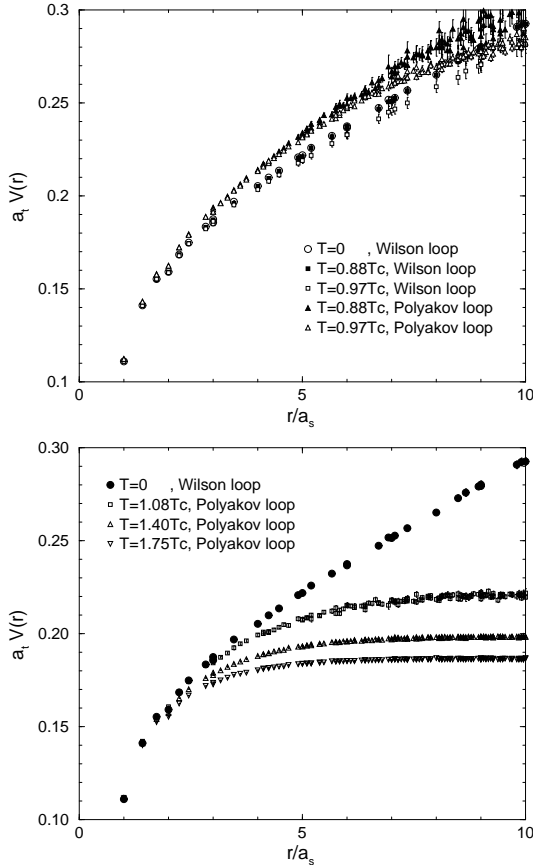 0.3
0.25
0.2
0.15
0.1
a_t V(r)
T=0 , Wilson loop
T=0.88Tc, Wilson loop
T=0.97Tc, Wilson loop
T=0.88Tc, Polyakov loop
T=0.97Tc, Polyakov loop
0 5 10
r/a_s
0.30
0.25
0.20
0.15
0.10
a_t V(r)
T=0 , Wilson loop
T=1.08Tc, Polyakov loop
T=1.40Tc, Polyakov loop
T=1.75Tc, Polyakov loop
0 5 10
r/a_s